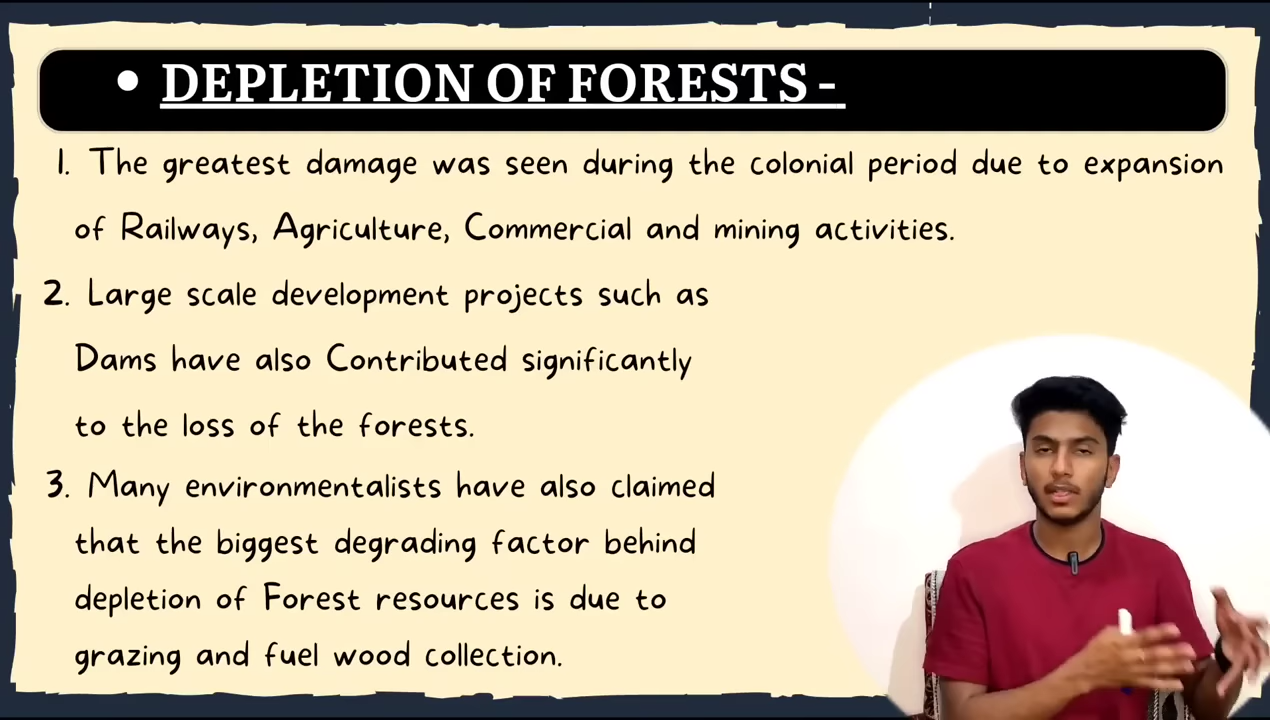 • DEPLETION OF FORESTS -
1. The greatest damage was seen during the colonial period due to expansion
of Railways, Agriculture, Commercial and mining activities.
2. Large scale development projects such as
Dams have also Contributed significantly
to the loss of the forests.
3. Many environmentalists have also claimed
that the biggest degrading factor behind
depletion of Forest resources is due to
grazing and fuel wood collection.